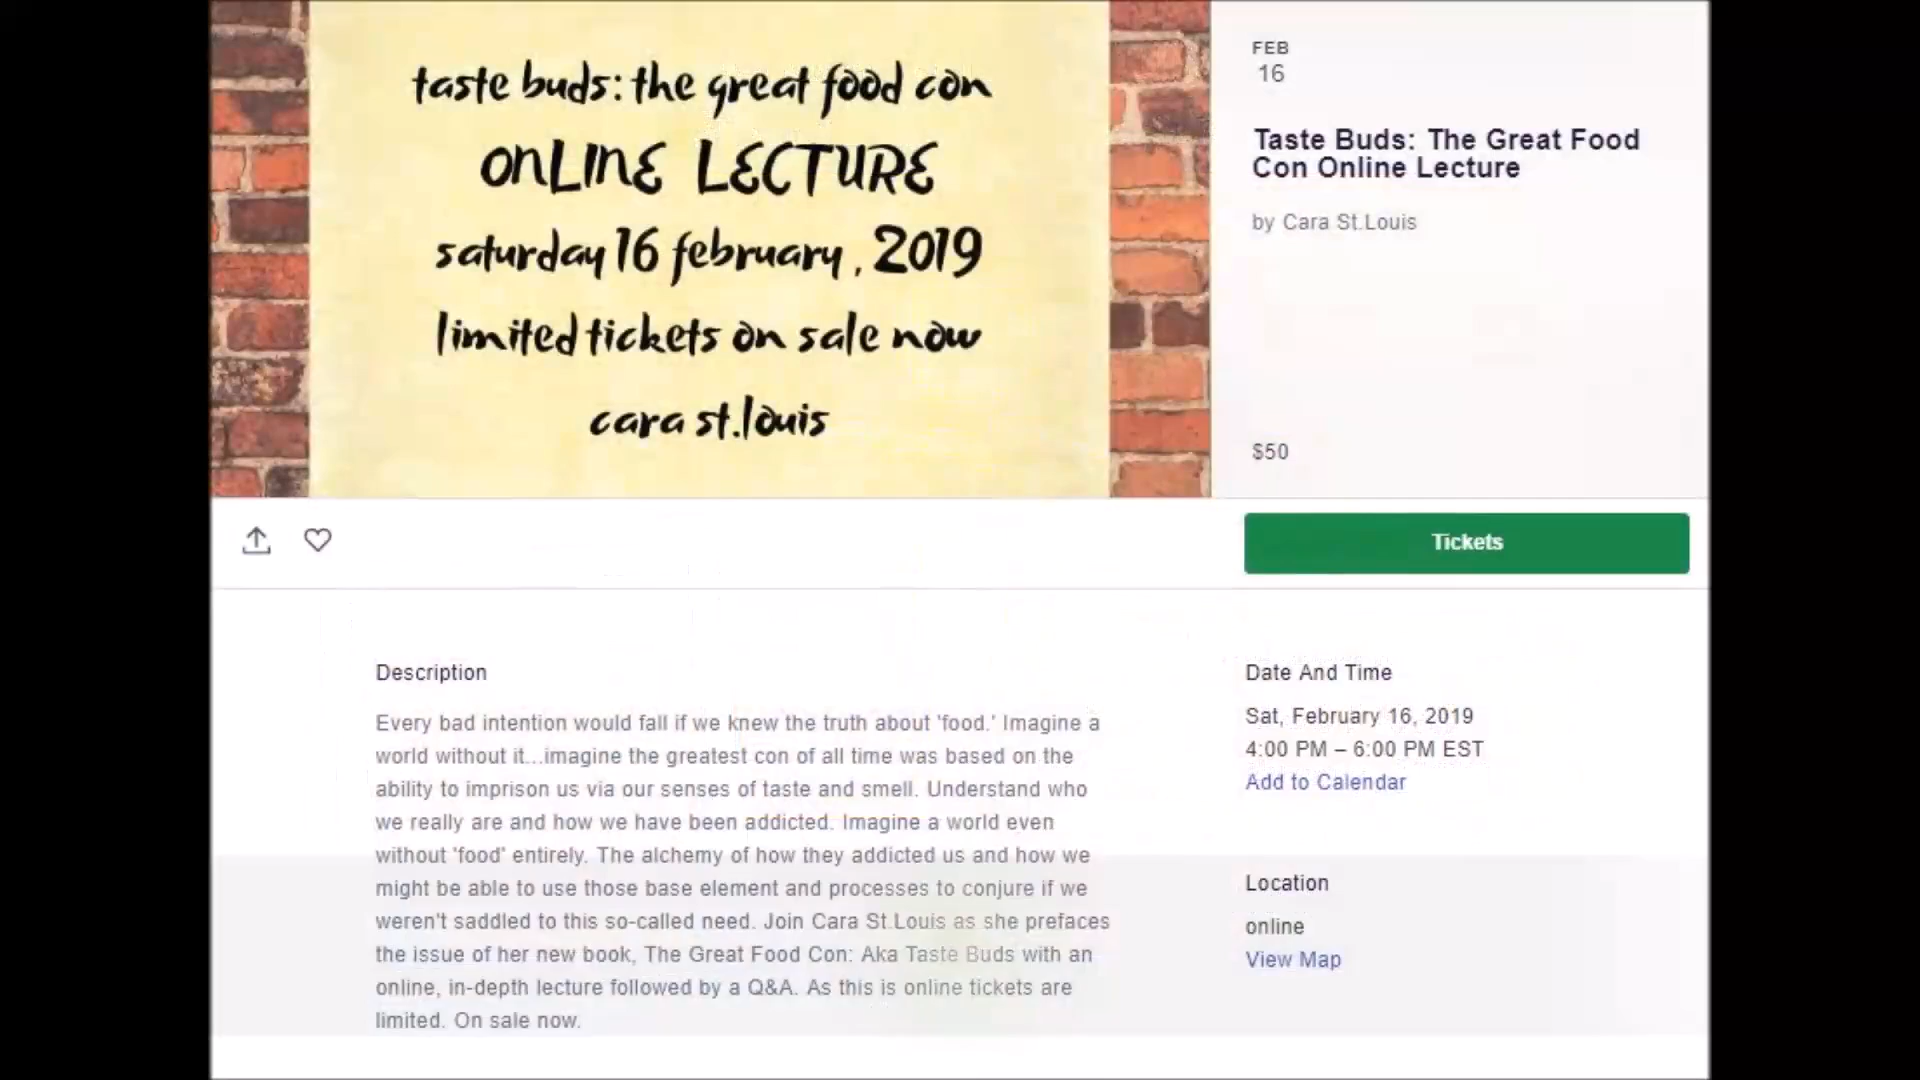 taste buds: the great food con
ONLINE LECTURE
saturday 16 february, 2019
limited tickets on sale now
cara st.louis
FEB
16
Taste Buds: The Great Food
Con Online Lecture
by Cara St.Louis
$50
Tickets
Description
Every bad intention would fall if we knew the truth about 'food.' Imagine a
world without it...imagine the greatest con of all time was based on the
ability to imprison us via our senses of taste and smell. Understand who
we really are and how we have been addicted. Imagine a world even
without 'food' entirely. The alchemy of how they addicted us and how we
might be able to use those base element and processes to conjure if we
weren't saddled to this so-called need. Join Cara St.Louis as she prefaces
the issue of her new book, The Great Food Con: Aka Taste Buds with an
online, in-depth lecture followed by a Q&A. As this is online tickets are
limited. On sale now.
Date And Time
Sat, February 16, 2019
4:00 PM – 6:00 PM EST
Add to Calendar
Location
online
View Map